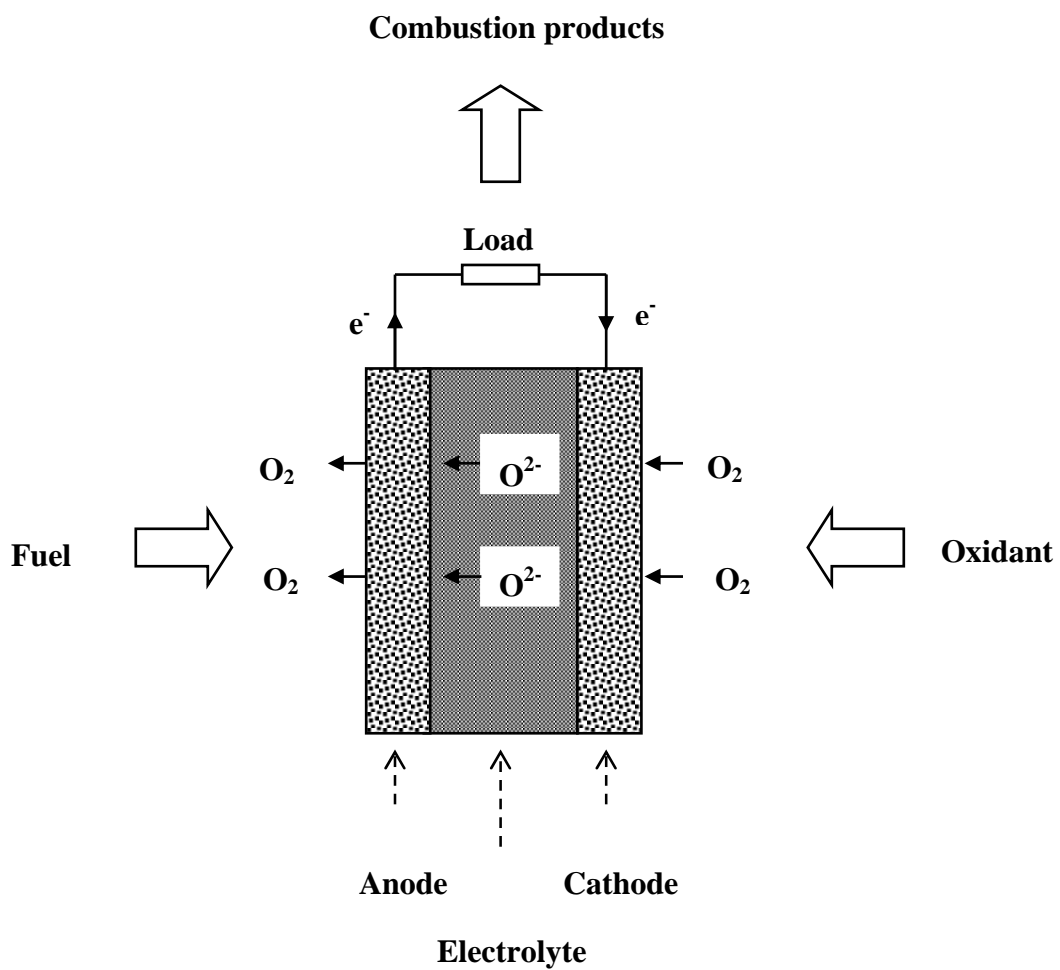 Combustion products
Load
e⁻ e⁻
O₂ O²⁻ O₂
Fuel Oxidant
O₂ O²⁻ O₂
Anode Cathode
Electrolyte